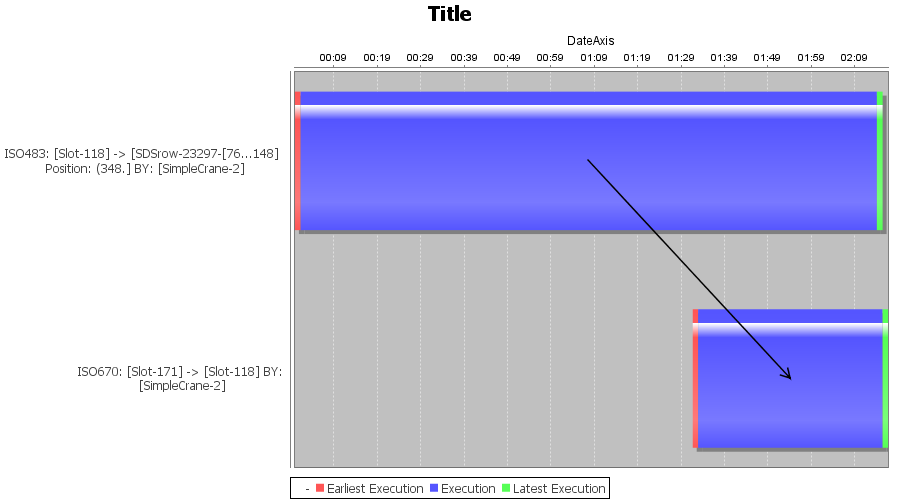 Title
DateAxis
00:09 00:19 00:29 00:39 00:49 00:59 01:09 01:19 01:29 01:39 01:49 01:59 02:09
ISO483: [Slot-118] -> [SDSrow-23297-[76...148]
Position: (348.] BY: [SimpleCrane-2]
ISO670: [Slot-171] -> [Slot-118] BY:
[SimpleCrane-2]
- Earliest Execution Execution Latest Execution